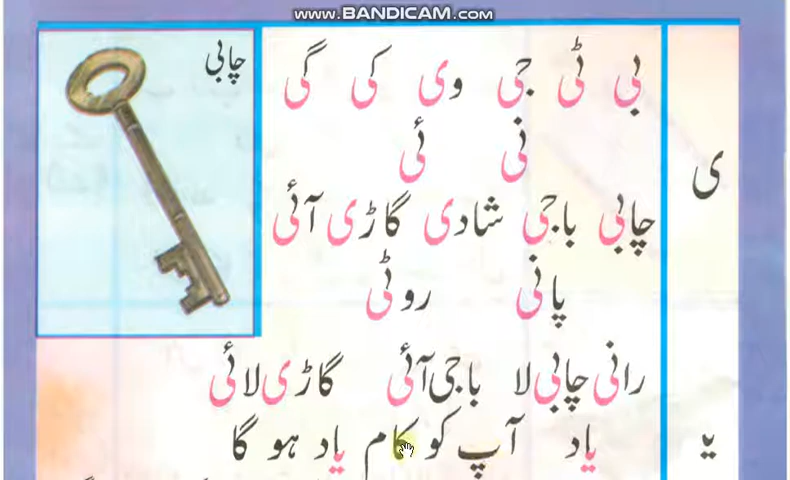 www.BANDICAM.com
چابی
ی
بی ٹی جی وی کی گی
نی ئی
چابی باجی شادی گاڑی آئی
پانی روٹی
رانی چابی لا باجی آئی گاڑی لائی
یـ
یاد آپ کو کام یاد ہو گا